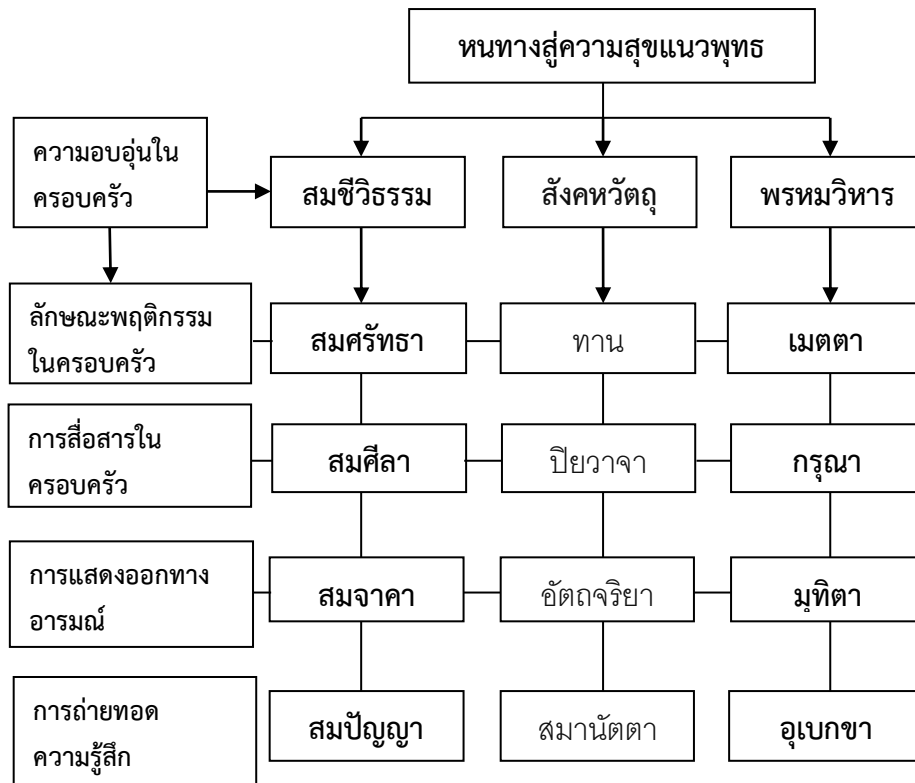 หนทางสู่ความสุขแนวพุทธ
ความอบอุ่นใน
ครอบครัว
สมชีวิธรรม
สังคหวัตถุ
พรหมวิหาร
ลักษณะพฤติกรรม
ในครอบครัว
สมศรัทธา
ทาน
เมตตา
การสื่อสารใน
ครอบครัว
สมศีลา
ปิยวาจา
กรุณา
การแสดงออกทาง
อารมณ์
สมจาคา
อัตถจริยา
มุทิตา
การถ่ายทอด
ความรู้สึก
สมปัญญา
สมานัตตา
อุเบกขา